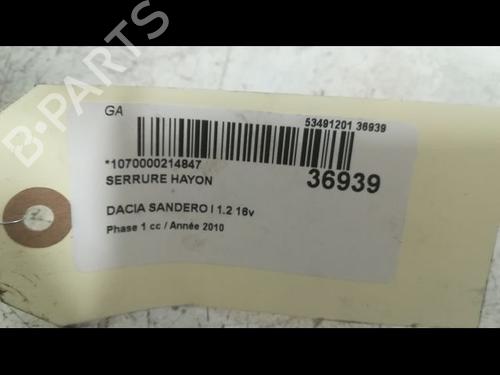 B-PARTS
GA
53491201 36939
*1070000214847
SERRURE HAYON
36939
DACIA SANDERO I 1.2 16v
Phase 1 cc / Année 2010